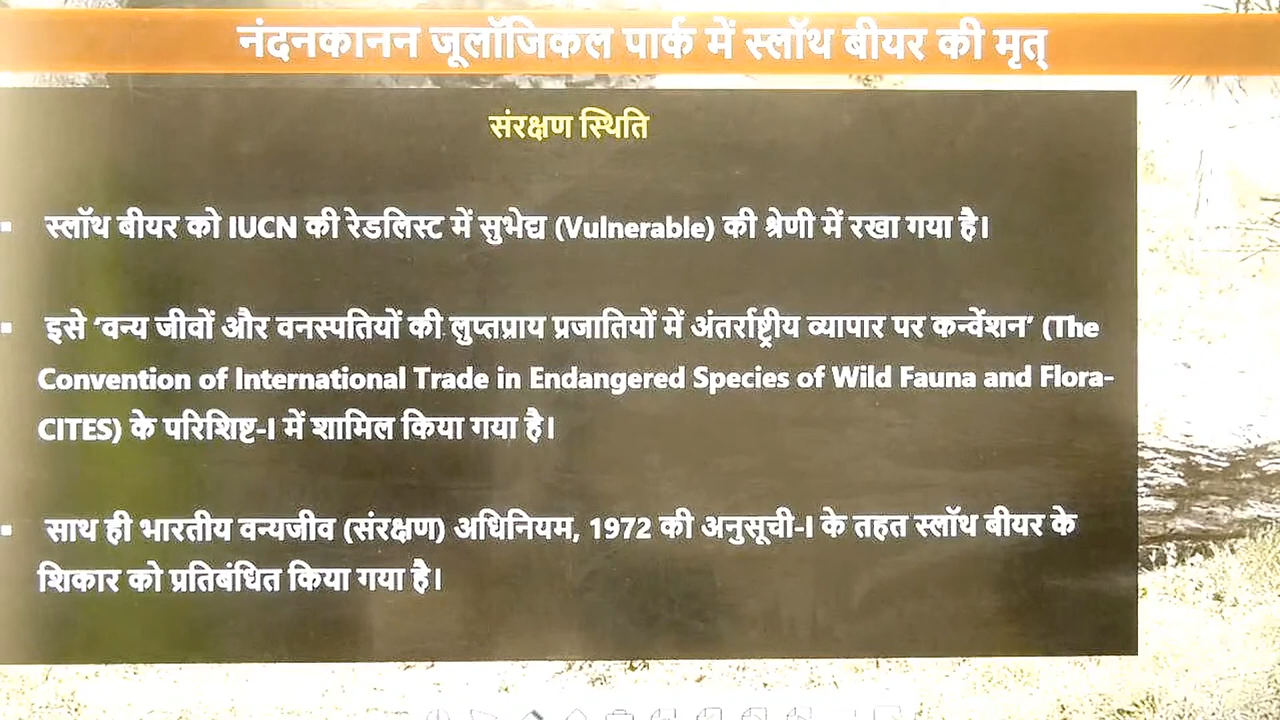 नंदनकानन जूलॉजिकल पार्क में स्लॉथ बीयर की मृत्
संरक्षण स्थिति
▪ स्लॉथ बीयर को IUCN की रेडलिस्ट में सुभेद्य (Vulnerable) की श्रेणी में रखा गया है।
▪ इसे ‘वन्य जीवों और वनस्पतियों की लुप्तप्राय प्रजातियों में अंतर्राष्ट्रीय व्यापार पर कन्वेंशन’ (The
Convention of International Trade in Endangered Species of Wild Fauna and Flora-
CITES) के परिशिष्ट-I में शामिल किया गया है।
▪ साथ ही भारतीय वन्यजीव (संरक्षण) अधिनियम, 1972 की अनुसूची-I के तहत स्लॉथ बीयर के
शिकार को प्रतिबंधित किया गया है।